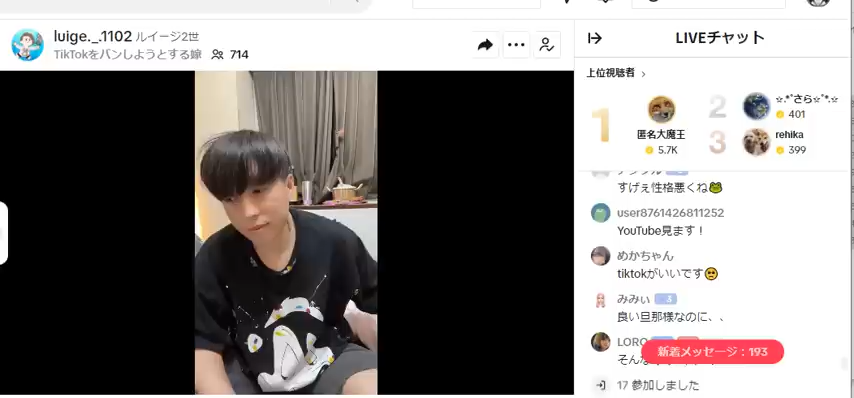 luige._.1102 ルイージ2世
TikTokをバンしようとする嫁 714
LIVEチャット
上位視聴者
1
匿名大魔王
5.7K
2
☆.*˚さら☆˚*.☆
401
3
rehika
399
すげぇ性格悪くね🐸
user8761426811252
YouTube見ます！
めかちゃん
tiktokがいいです🥹
みみぃ 3
良い旦那様なのに、、
LORO
そんな
新着メッセージ：193
17 参加しました